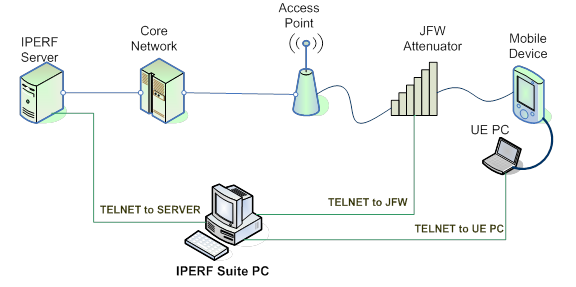 IPERF
Server
Core
Network
Access
Point
JFW
Attenuator
Mobile
Device
UE PC
TELNET to SERVER
TELNET to JFW
TELNET to UE PC
IPERF Suite PC